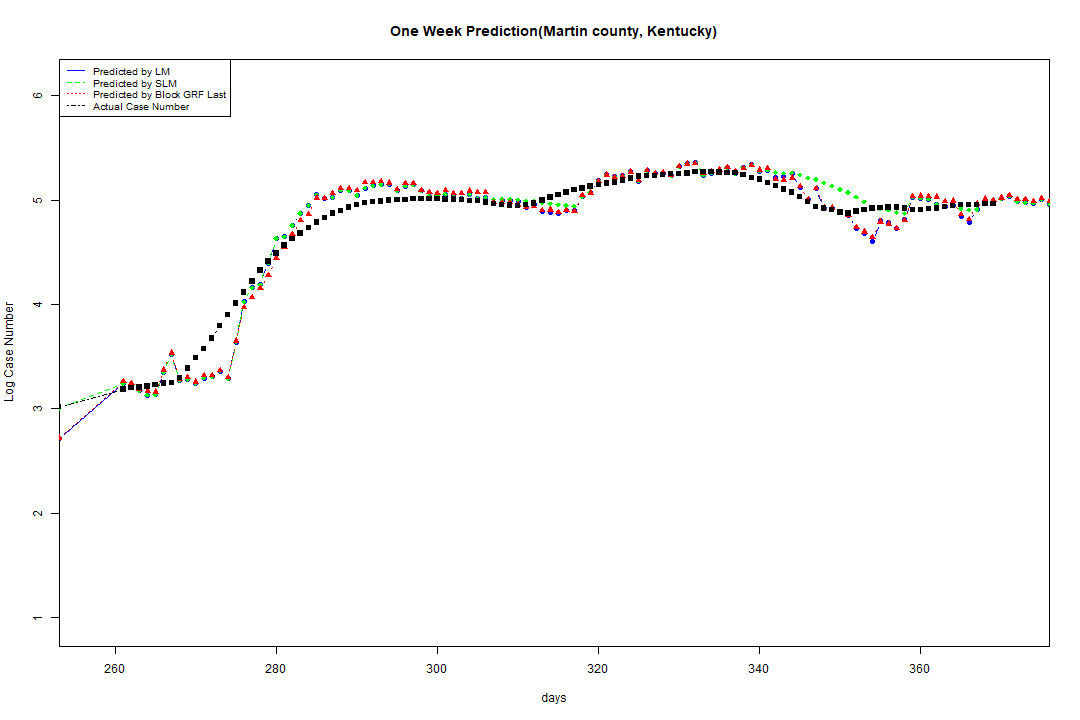 One Week Prediction(Martin county, Kentucky)
Predicted by LM
Predicted by SLM
Predicted by Block GRF Last
Actual Case Number
6
5
4
3
2
1
Log Case Number
260 280 300 320 340 360
days